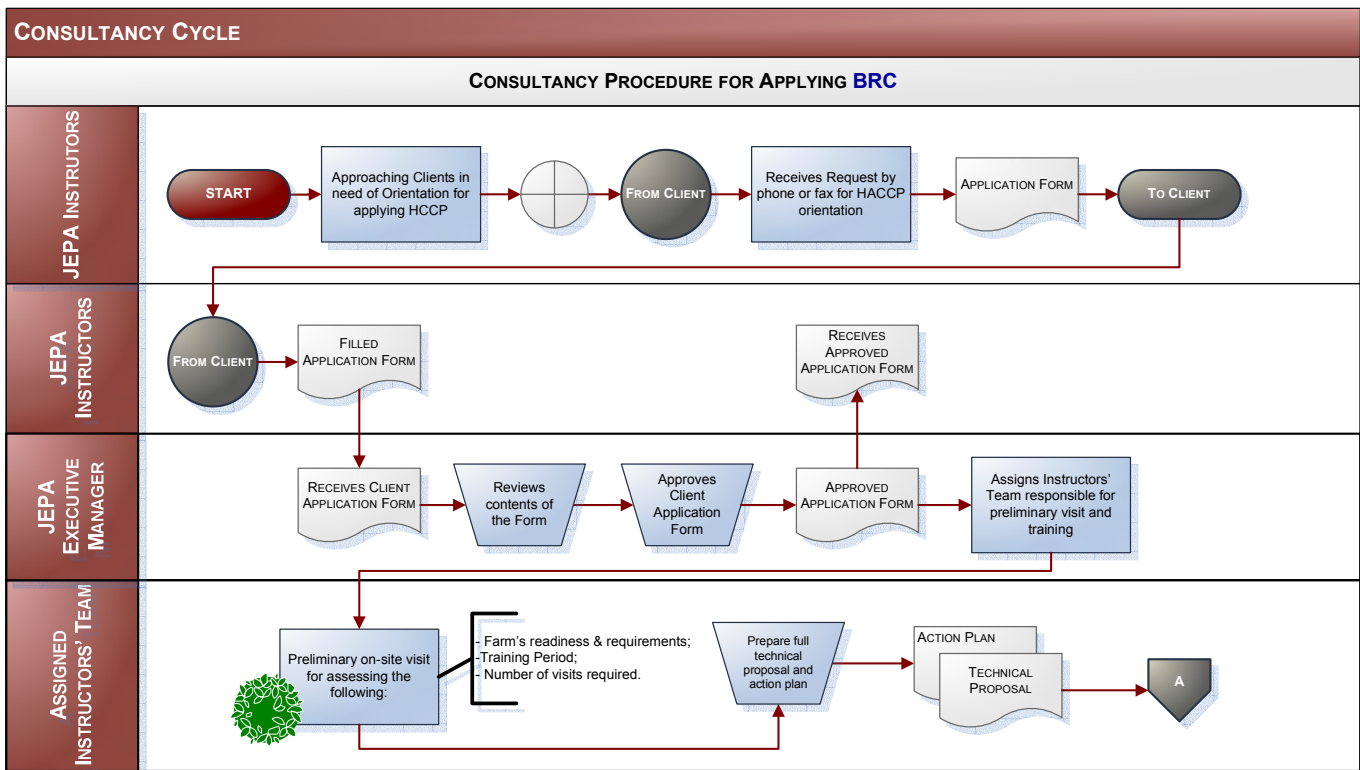 CONSULTANCY CYCLE
CONSULTANCY PROCEDURE FOR APPLYING BRC
JEPA INSTRUTORS
START
Approaching Clients in
need of Orientation for
applying HCCP
FROM CLIENT
Receives Request by
phone or fax for HACCP
orientation
APPLICATION FORM
TO CLIENT
JEPA
INSTRUCTORS
FROM CLIENT
FILLED
APPLICATION FORM
RECEIVES
APPROVED
APPLICATION FORM
JEPA
EXECUTIVE
MANAGER
RECEIVES CLIENT
APPLICATION FORM
Reviews
contents of
the Form
Approves
Client
Application
Form
APPROVED
APPLICATION FORM
Assigns Instructors'
Team responsible for
preliminary visit and
training
ASSIGNED
INSTRUCTORS' TEAM
Preliminary on-site visit
for assessing the
following:
- Farm's readiness & requirements;
-Training Period;
- Number of visits required.
Prepare full
technical
proposal and
action plan
ACTION PLAN
TECHNICAL
PROPOSAL
A